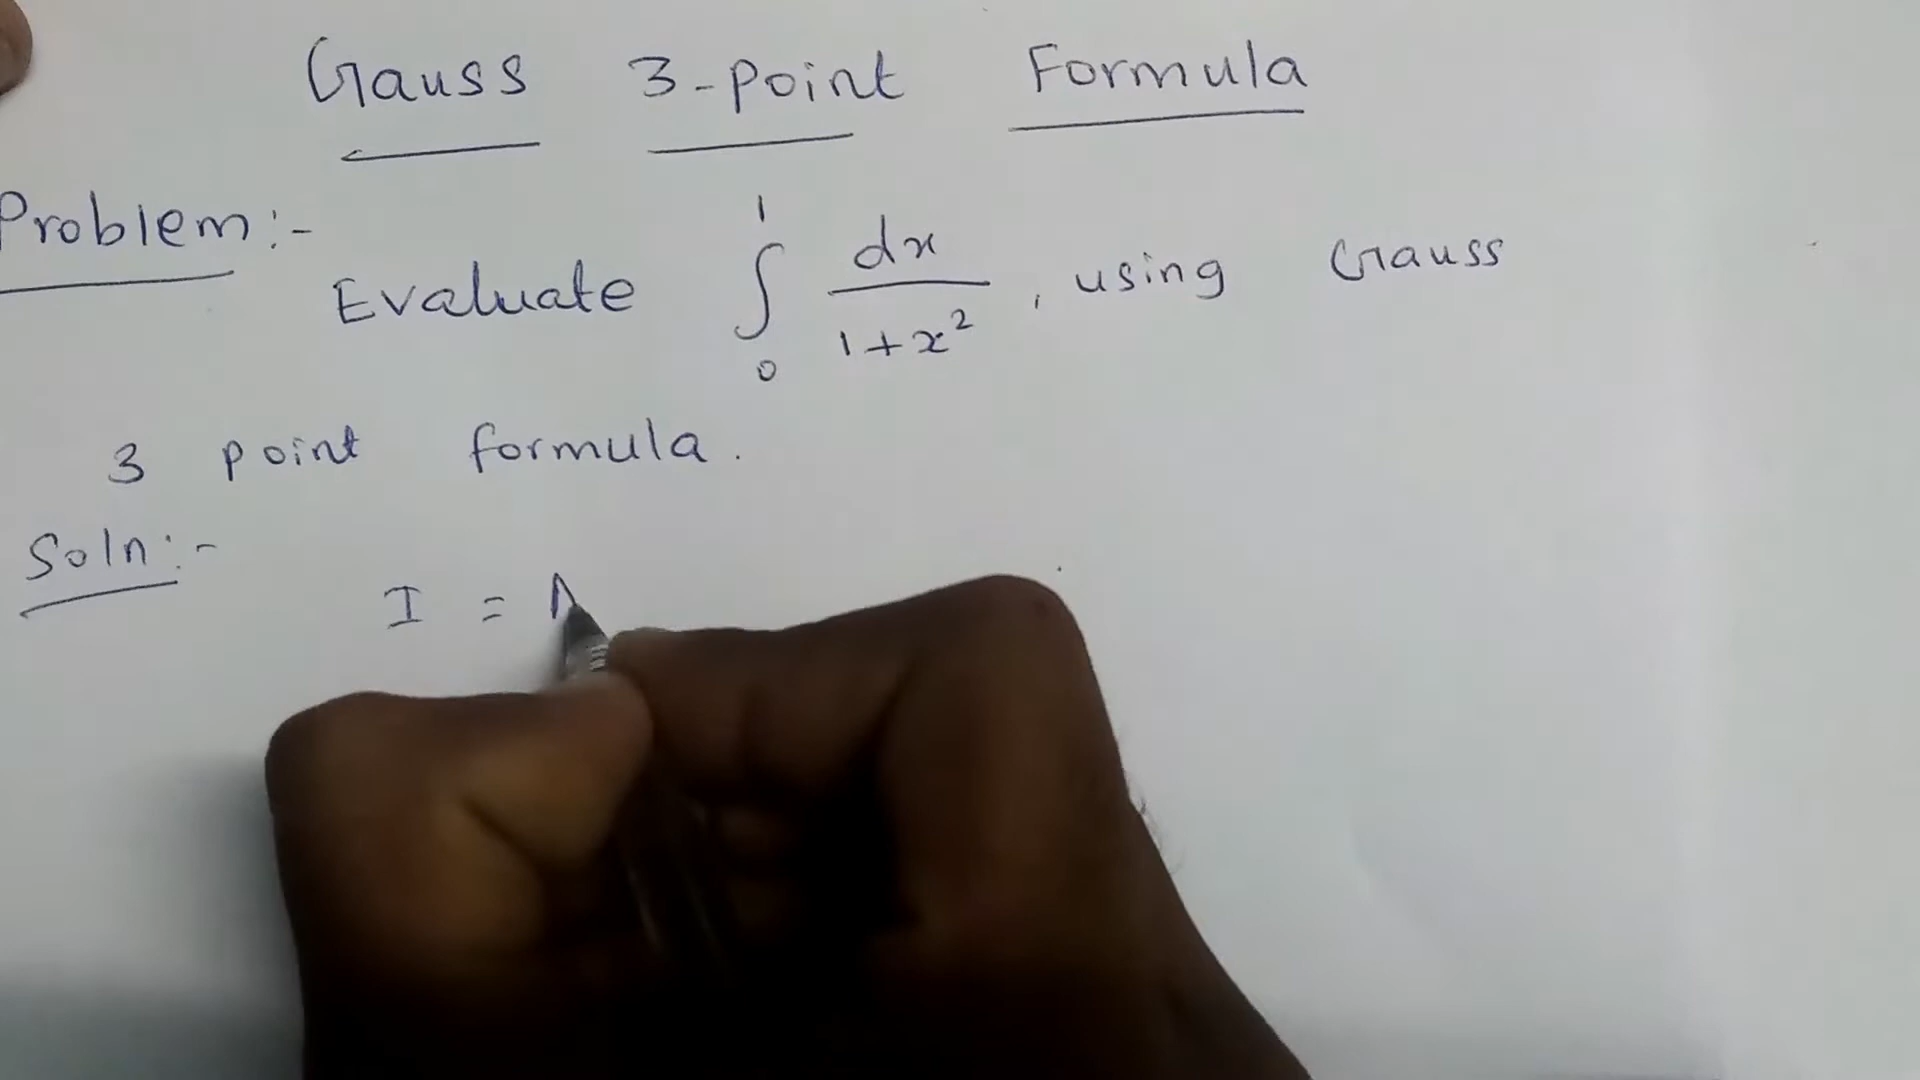 Gauss 3-Point Formula
Problem:-
Evaluate ∫₀¹ dx/(1+x²), using Gauss
3 point formula.
Soln:-
I =